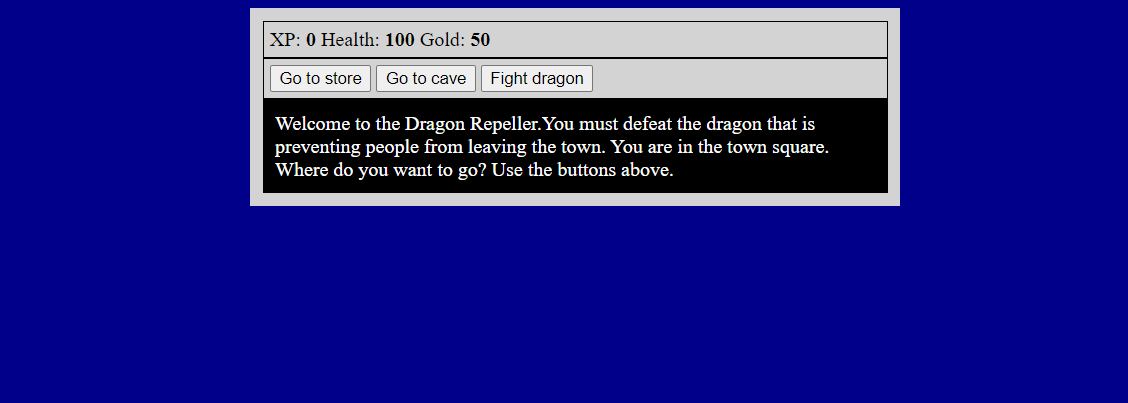 XP: 0 Health: 100 Gold: 50
Go to store Go to cave Fight dragon
Welcome to the Dragon Repeller.You must defeat the dragon that is
preventing people from leaving the town. You are in the town square.
Where do you want to go? Use the buttons above.